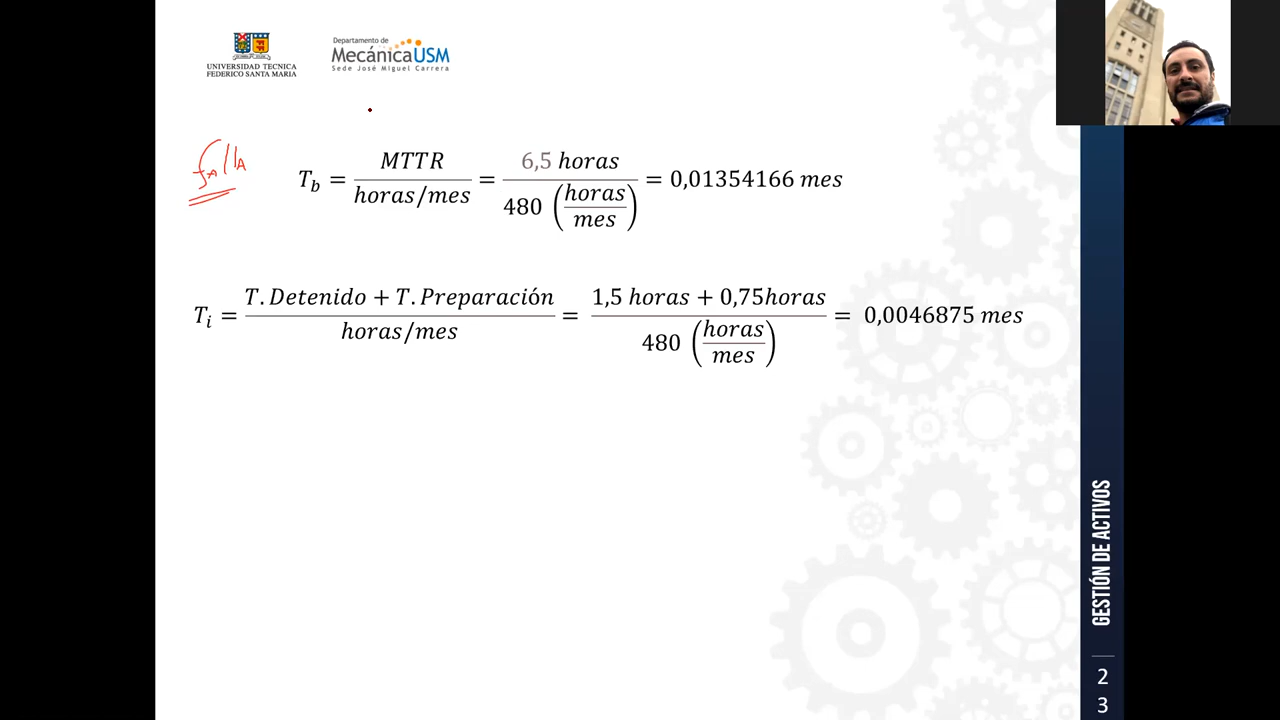 UNIVERSIDAD TECNICA
FEDERICO SANTA MARIA
Departamento de
MecánicaUSM
Sede José Miguel Carrera
fAllA
T_b = MTTR / horas/mes = 6,5 horas / 480 (horas/mes) = 0,01354166 mes
T_i = T. Detenido + T. Preparación / horas/mes = 1,5 horas + 0,75horas / 480 (horas/mes) = 0,0046875 mes
GESTIÓN DE ACTIVOS
2
3